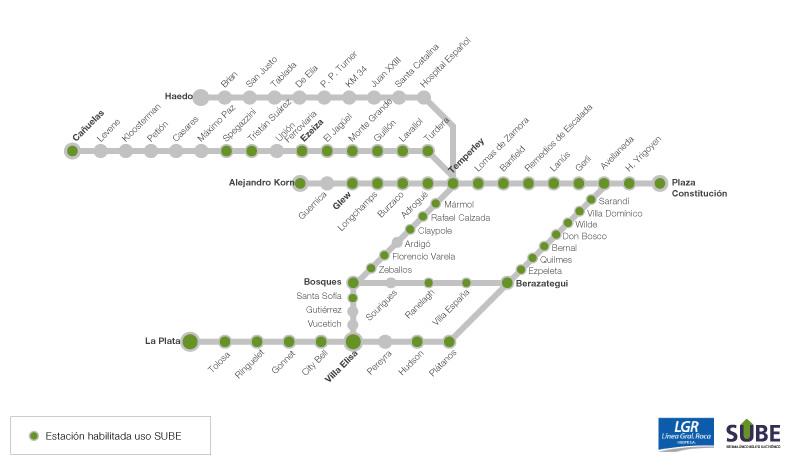 Haedo
Brian
San Justo
Tablada
De Elia
P. P. Turner
KM 34
Juan XXIII
Santa Catalina
Hospital Español
Cañuelas
Levene
Kloosterman
Petión
Casares
Máximo Paz
Spegazzini
Tristán Suárez
Unión
Ferroviaria
Ezeiza
El Jagüel
Monte Grande
Guillón
Lavallol
Turdera
Temperley
Lomas de Zamora
Banfield
Remedios de Escalada
Lanús
Gerli
Avellaneda
H. Yrigoyen
Plaza
Constitución
Alejandro Korn
Guernica
Glew
Longchamps
Burzaco
Adrogué
Mármol
Rafael Calzada
Claypole
Ardigó
Florencio Varela
Zeballos
Sarandí
Villa Domínico
Wilde
Don Bosco
Bernal
Quilmes
Ezpeleta
Berazategui
Bosques
Sourigues
Ranelagh
Villa España
Santa Sofía
Gutiérrez
Vucetich
La Plata
Tolosa
Ringuelet
Gonnet
City Bell
Villa Elisa
Pereyra
Hudson
Plátanos
Estación habilitada uso SUBE
LGR
Línea Gral. Roca
SUBE